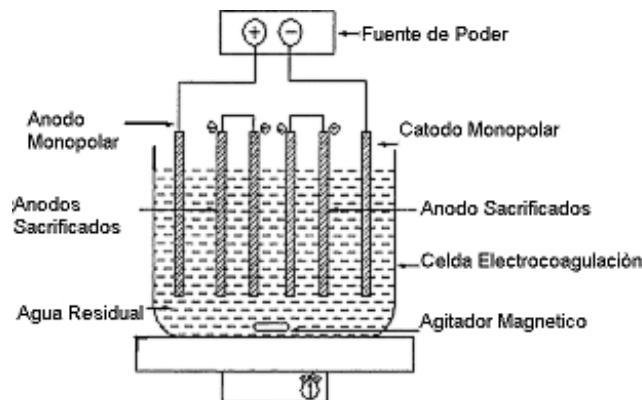 + −
Fuente de Poder
Anodo
Monopolar
Catodo Monopolar
Anodos
Sacrificados
Anodo Sacrificados
Celda Electrocoagulación
Agua Residual
Agitador Magnetico